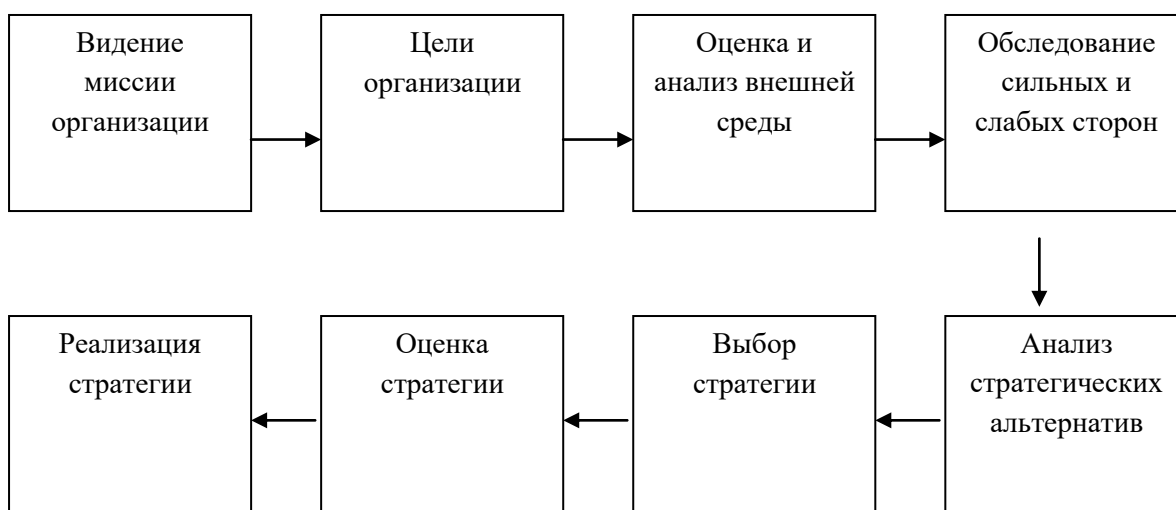 Видение
миссии
организации
Цели
организации
Оценка и
анализ внешней
среды
Обследование
сильных и
слабых сторон
Реализация
стратегии
Оценка
стратегии
Выбор
стратегии
Анализ
стратегических
альтернатив